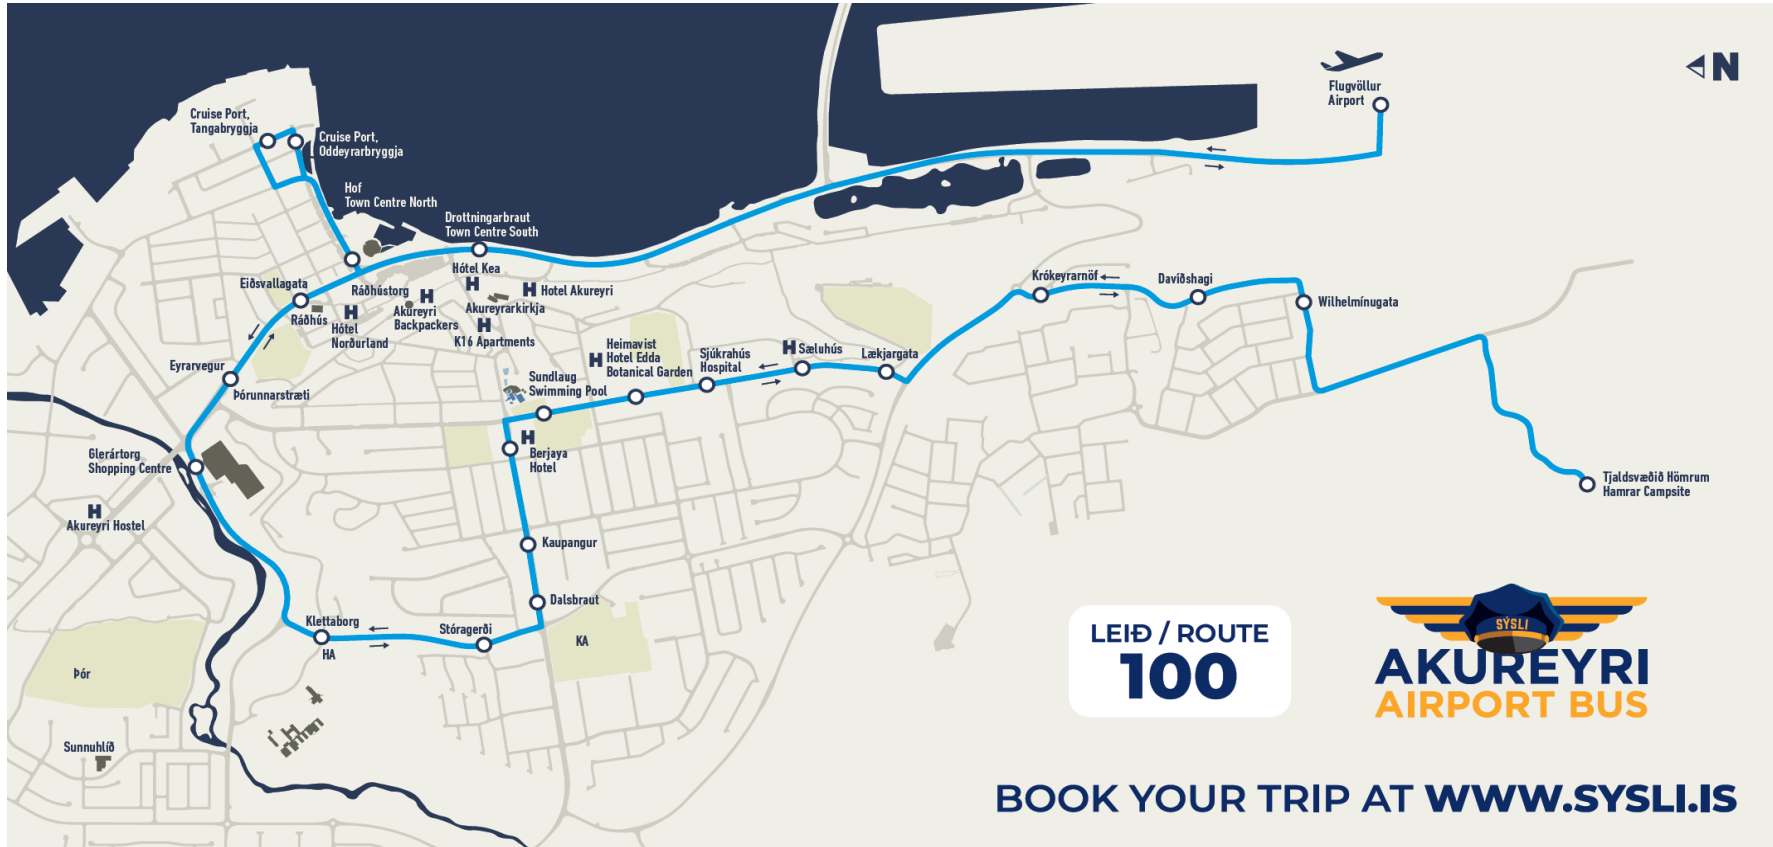 Flugvöllur
Airport
N
Cruise Port,
Tangabryggja
Cruise Port,
Oddeyrarbryggja
Hof
Town Centre North
Drottningarbraut
Town Centre South
Hótel Kea
H
H Hotel Akureyri
Eiðsvallagata
Ráðhústorg
H
Akureyri
Backpackers
Akureyrarkirkja
Ráðhús
H
Hótel
Norðurland
H
K16 Apartments
Krókeyrarnöf
Davíðshagi
Wilhelmínugata
H
Heimavist
Hotel Edda
Botanical Garden
Sjúkrahús
Hospital
H Sæluhús
Lækjargata
Eyrarvegur
Þórunnarstræti
Sundlaug
Swimming Pool
H
Berjaya
Hotel
Glerártorg
Shopping Centre
H
Akureyri Hostel
Tjaldsvæðið Hömrum
Hamrar Campsite
Kaupangur
Dalsbraut
Klettaborg
HA
Stóragerði
KA
Þór
Sunnuhlíð
LEIÐ / ROUTE
100
SÝSLI
AKUREYRI
AIRPORT BUS
BOOK YOUR TRIP AT WWW.SYSLI.IS